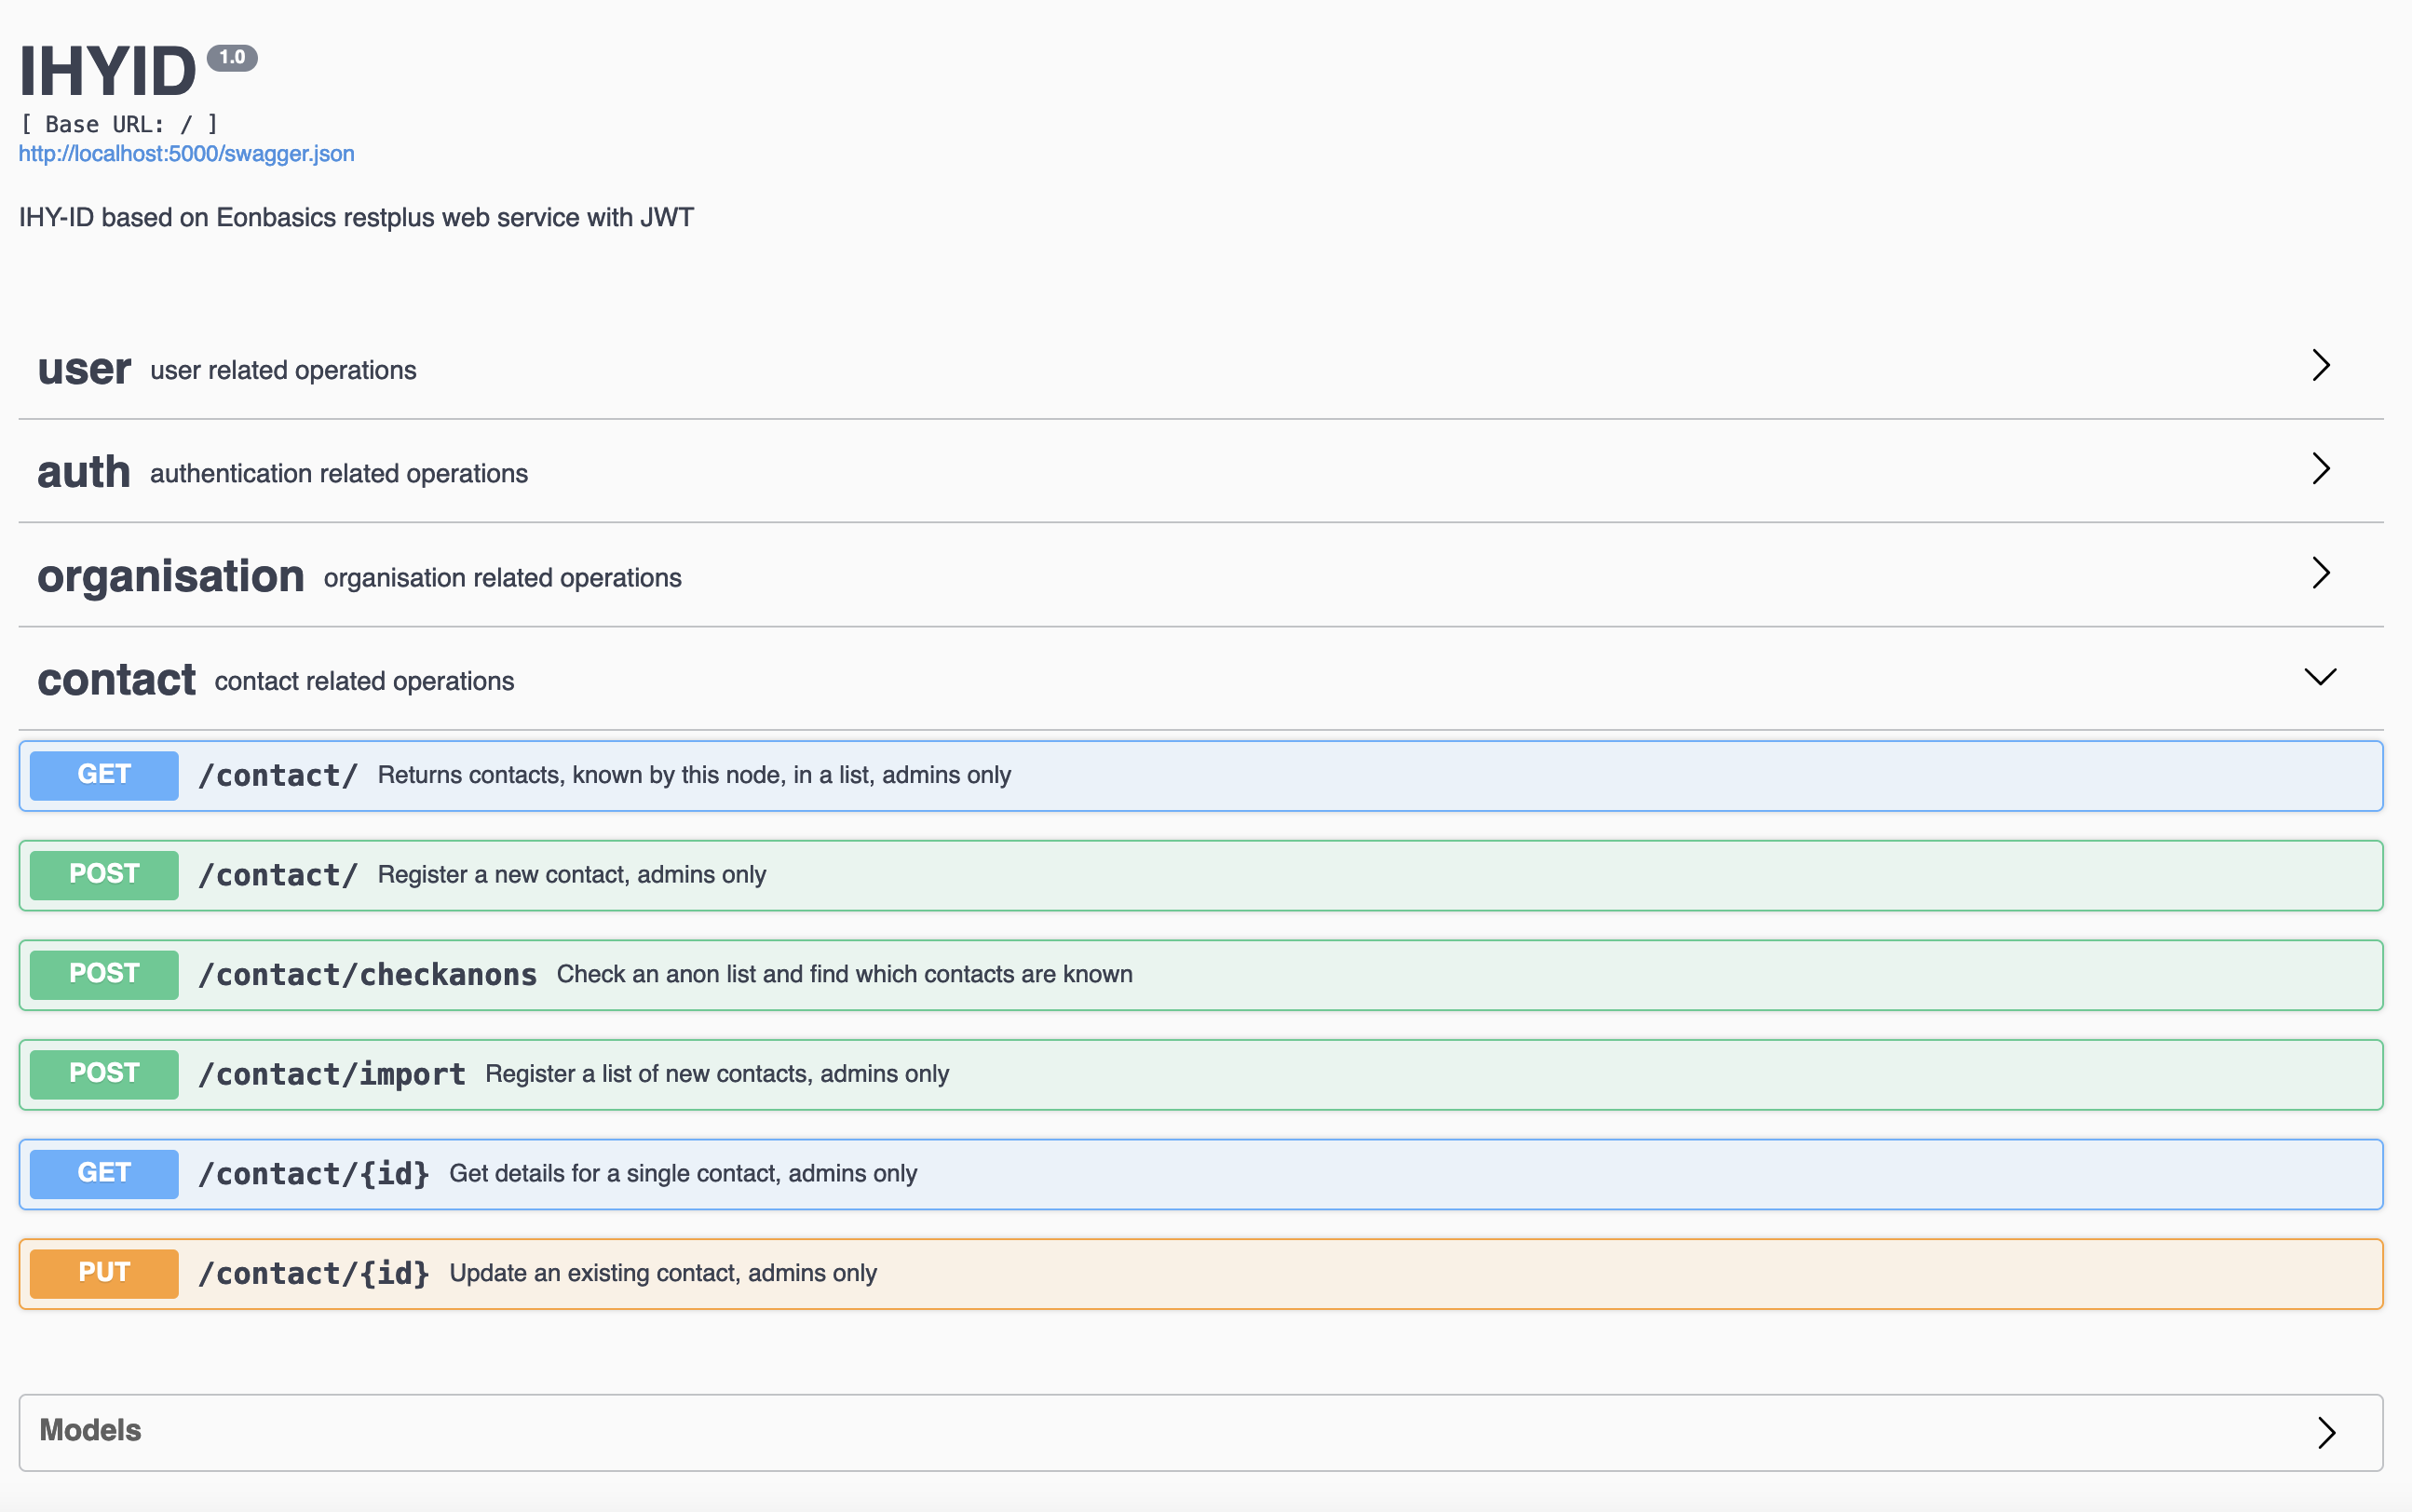 IHYID 1.0
[ Base URL: / ]
http://localhost:5000/swagger.json
IHY-ID based on Eonbasics restplus web service with JWT
user user related operations
auth authentication related operations
organisation organisation related operations
contact contact related operations
GET /contact/ Returns contacts, known by this node, in a list, admins only
POST /contact/ Register a new contact, admins only
POST /contact/checkanons Check an anon list and find which contacts are known
POST /contact/import Register a list of new contacts, admins only
GET /contact/{id} Get details for a single contact, admins only
PUT /contact/{id} Update an existing contact, admins only
Models